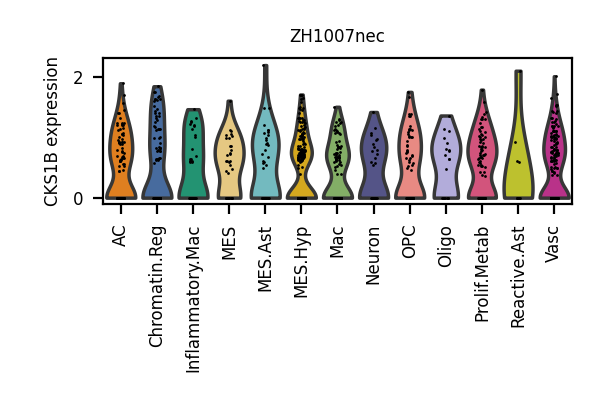 ZH1007nec
CKS1B expression
2
0
AC
Chromatin.Reg
Inflammatory.Mac
MES
MES.Ast
MES.Hyp
Mac
Neuron
OPC
Oligo
Prolif.Metab
Reactive.Ast
Vasc